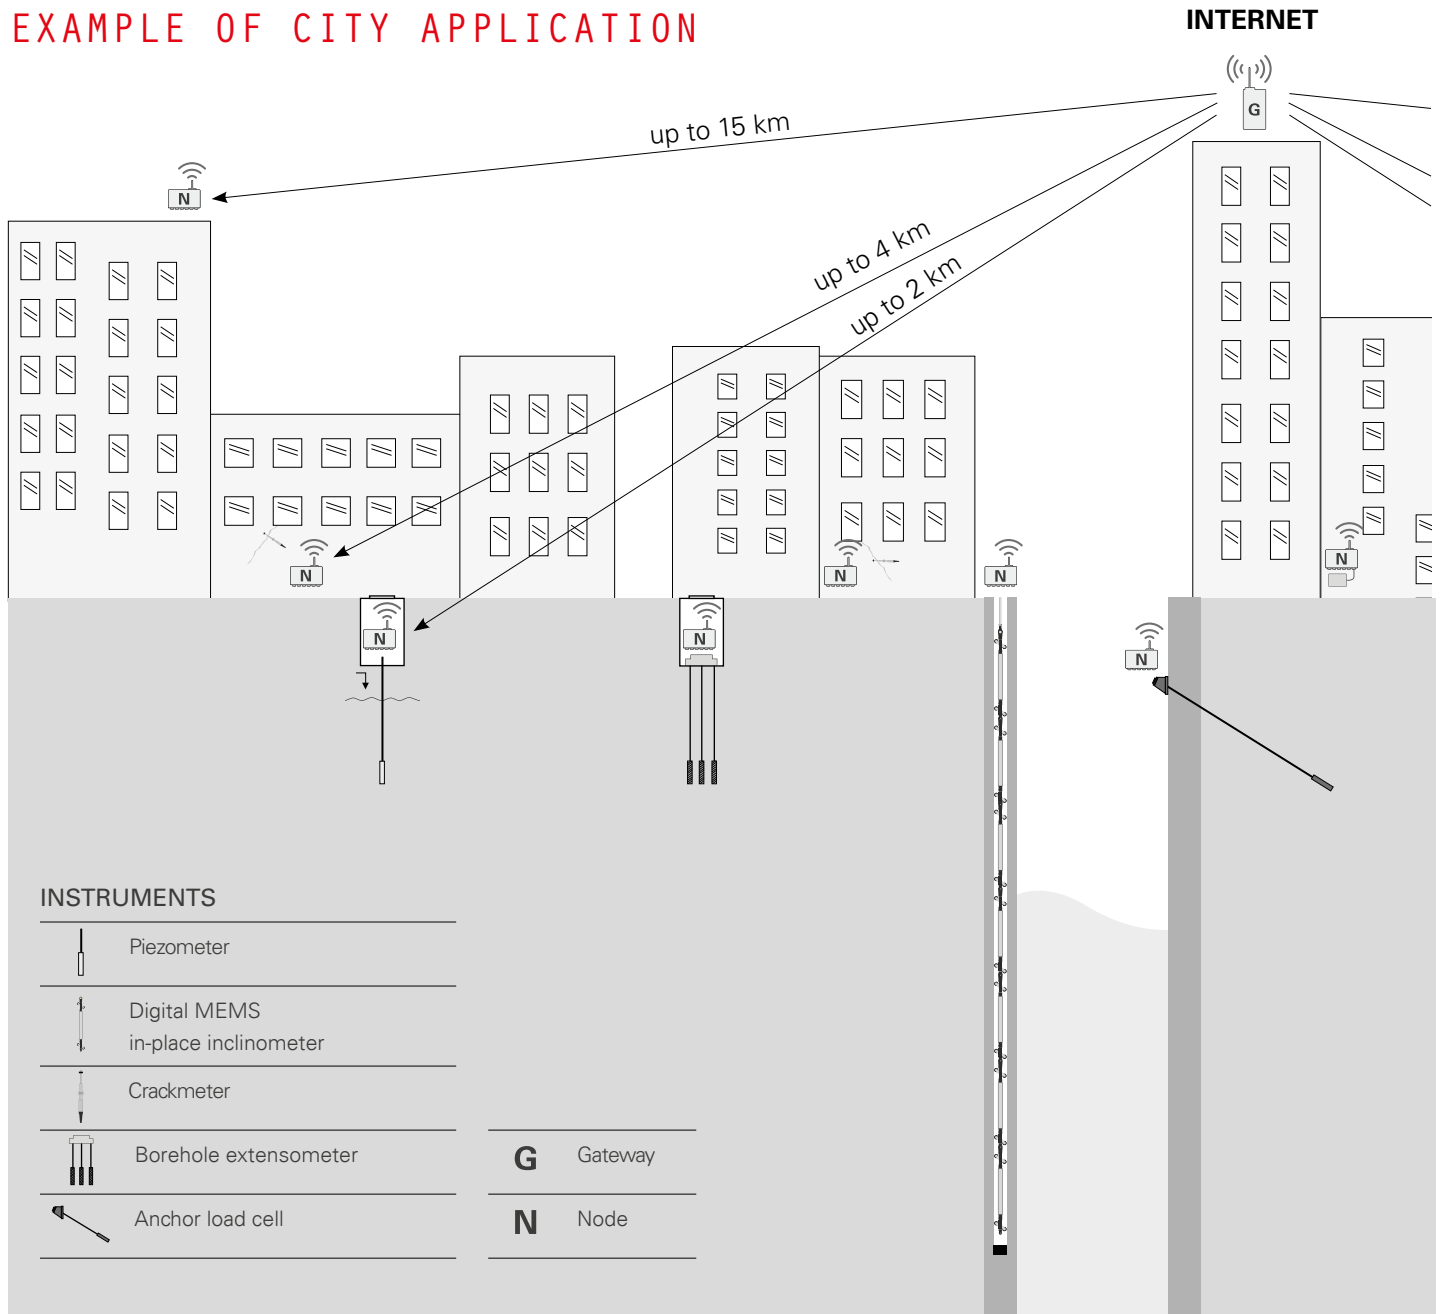 EXAMPLE OF CITY APPLICATION
INTERNET
G
up to 15 km
N
up to 4 km
up to 2 km
N
N
N
N
N
N
N
N
INSTRUMENTS
Piezometer
Digital MEMS
in-place inclinometer
Crackmeter
Borehole extensometer
G Gateway
Anchor load cell
N Node